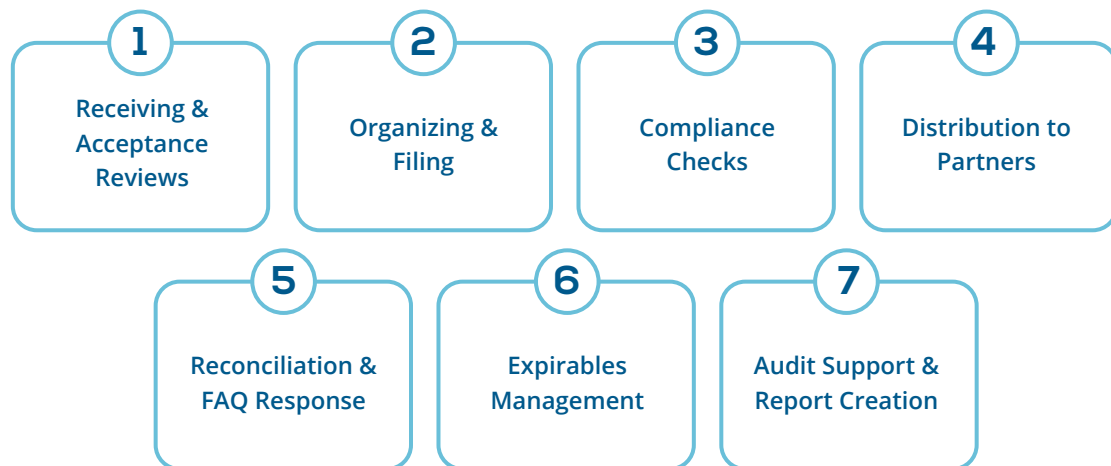 1
Receiving &
Acceptance
Reviews
2
Organizing &
Filing
3
Compliance
Checks
4
Distribution to
Partners
5
Reconciliation &
FAQ Response
6
Expirables
Management
7
Audit Support &
Report Creation